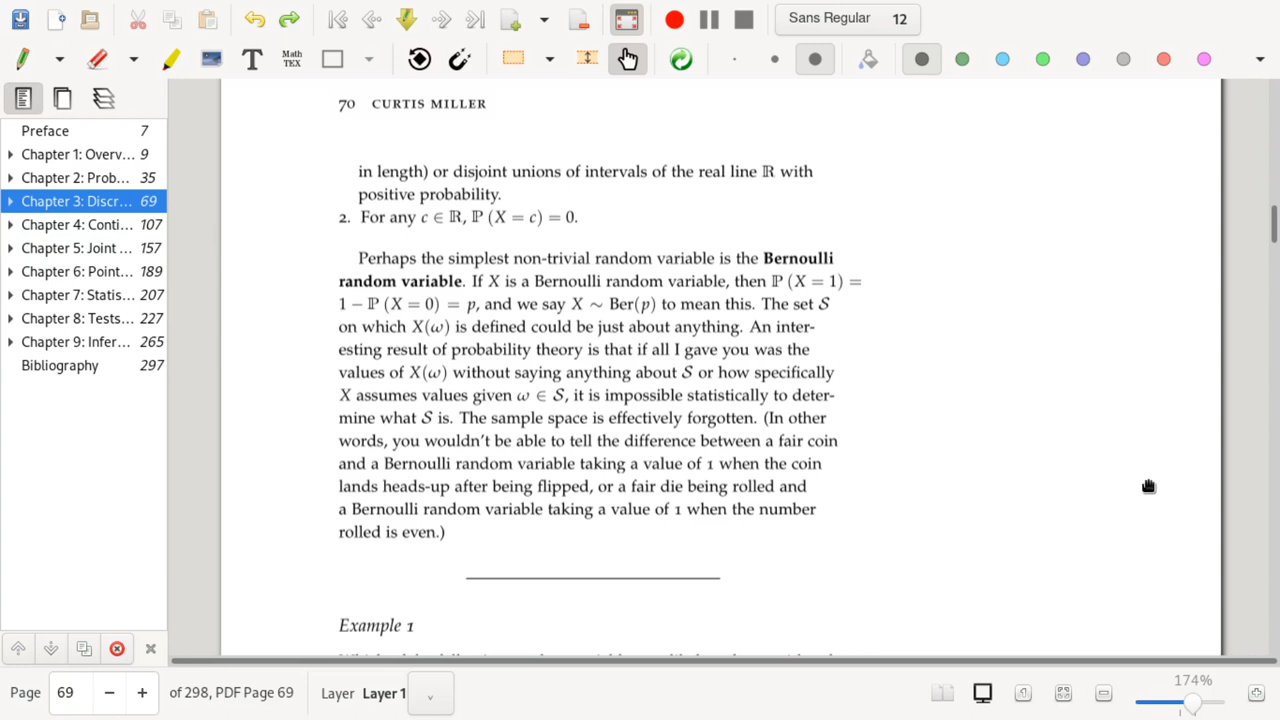 Sans Regular 12
Math
TEX
Preface 7
Chapter 1: Overv... 9
Chapter 2: Prob... 35
Chapter 3: Discr... 69
Chapter 4: Conti... 107
Chapter 5: Joint ... 157
Chapter 6: Point... 189
Chapter 7: Statis... 207
Chapter 8: Tests... 227
Chapter 9: Infer... 265
Bibliography 297
70 CURTIS MILLER
in length) or disjoint unions of intervals of the real line ℝ with
positive probability.
2. For any c ∈ ℝ, ℙ (X = c) = 0.
Perhaps the simplest non-trivial random variable is the Bernoulli
random variable. If X is a Bernoulli random variable, then ℙ (X = 1) =
1 − ℙ (X = 0) = p, and we say X ∼ Ber(p) to mean this. The set 𝒮
on which X(ω) is defined could be just about anything. An inter-
esting result of probability theory is that if all I gave you was the
values of X(ω) without saying anything about 𝒮 or how specifically
X assumes values given ω ∈ 𝒮, it is impossible statistically to deter-
mine what 𝒮 is. The sample space is effectively forgotten. (In other
words, you wouldn't be able to tell the difference between a fair coin
and a Bernoulli random variable taking a value of 1 when the coin
lands heads-up after being flipped, or a fair die being rolled and
a Bernoulli random variable taking a value of 1 when the number
rolled is even.)
Example 1
Page 69 of 298, PDF Page 69 Layer Layer 1 174%